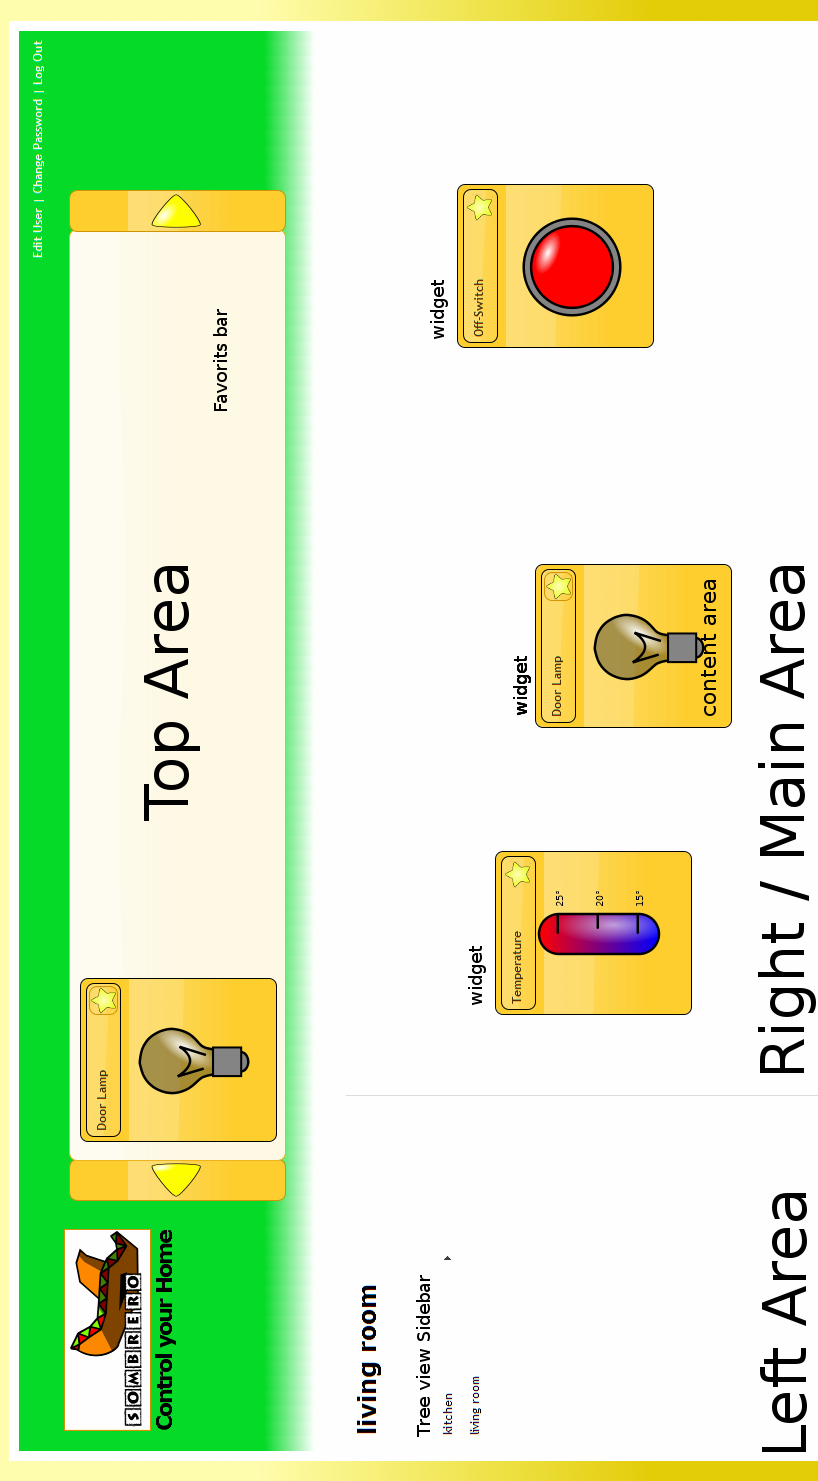 Edit User | Change Password | Log Out
SOMBRERO
Control your Home
Door Lamp
Top Area
Favorits bar
living room
Tree view Sidebar
kitchen
living room
Left Area
widget
Temperature
25°
20°
15°
widget
Door Lamp
content area
widget
Off-Switch
Right / Main Area